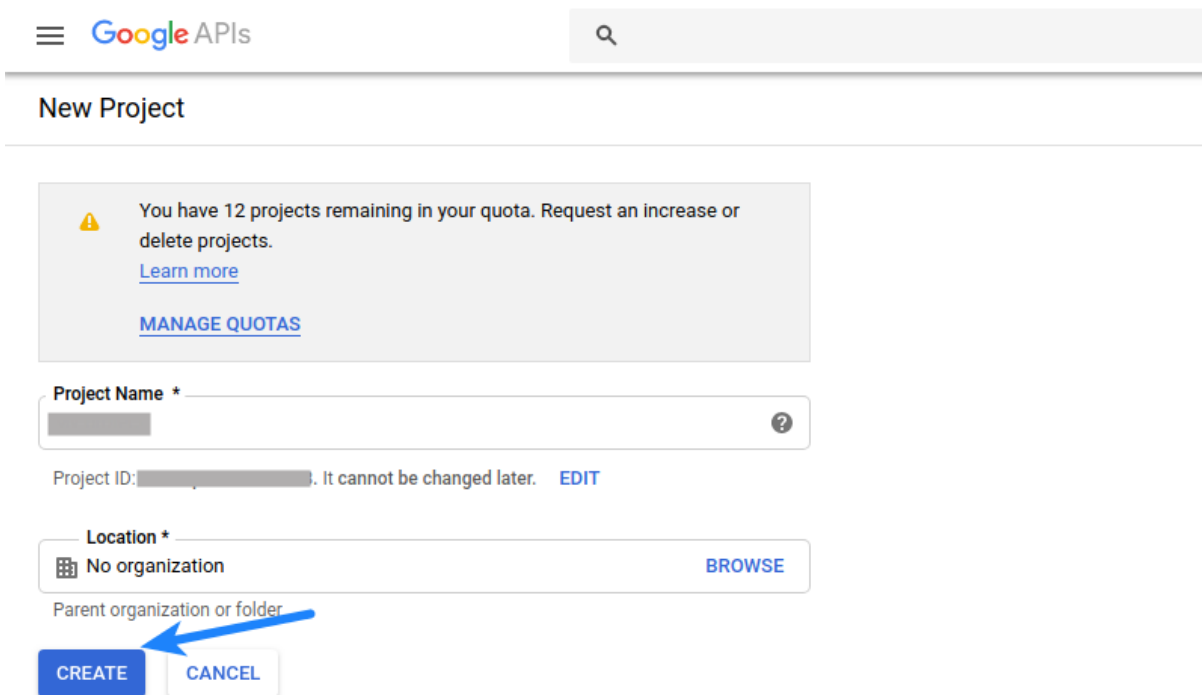 Google APIs
New Project
You have 12 projects remaining in your quota. Request an increase or
delete projects.
Learn more
MANAGE QUOTAS
Project Name *
Project ID: . It cannot be changed later. EDIT
Location *
No organization BROWSE
Parent organization or folder
CREATE CANCEL